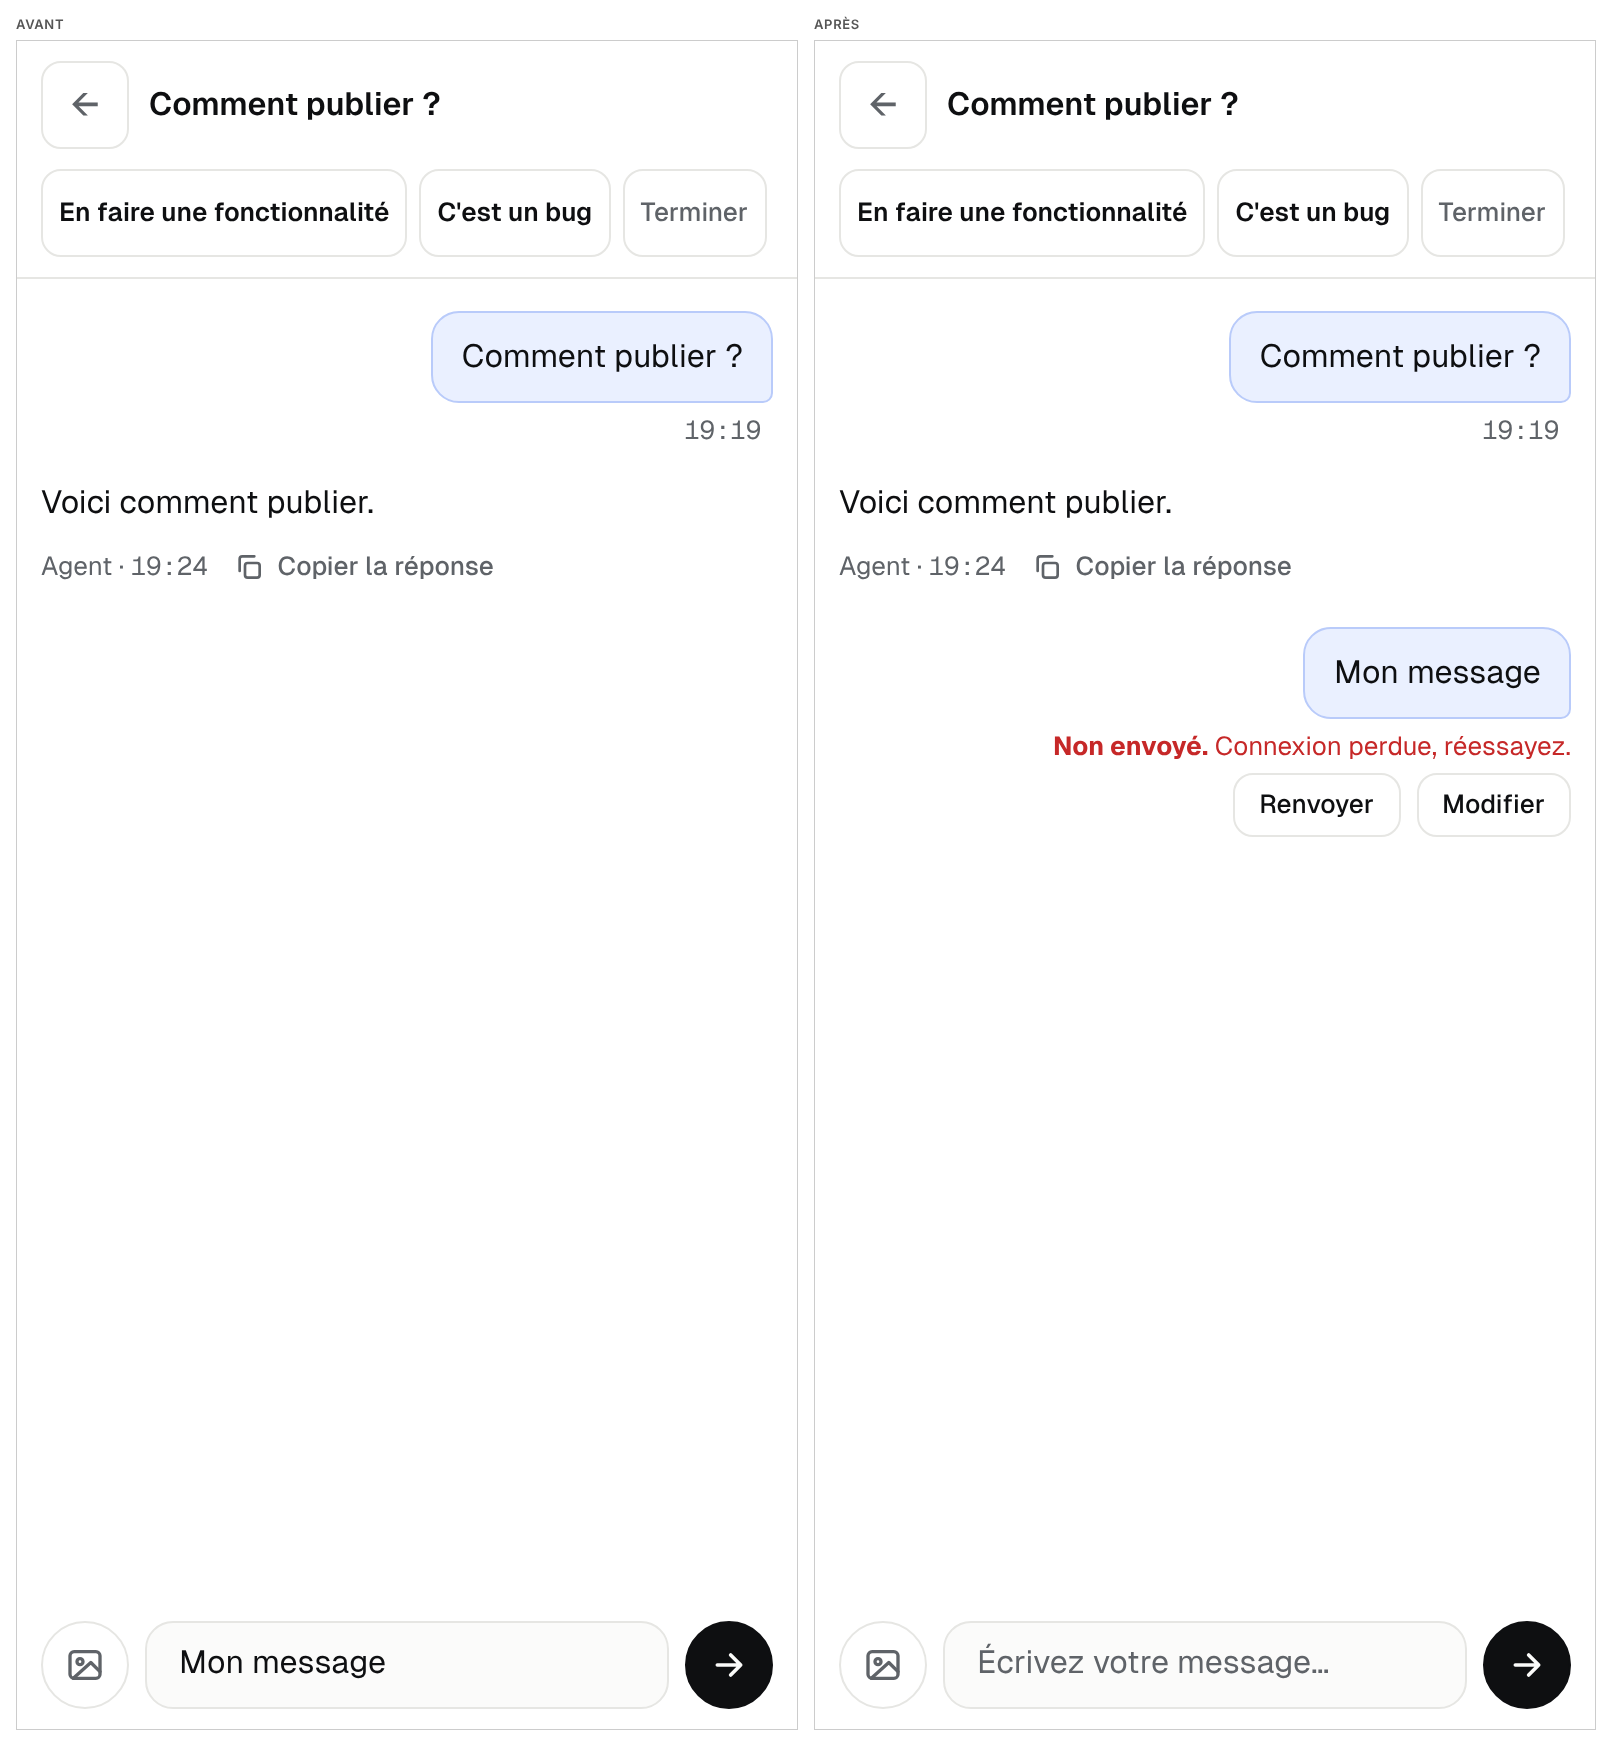 AVANT
Comment publier ?
En faire une fonctionnalité
C'est un bug
Terminer
Comment publier ?
19:19
Voici comment publier.
Agent · 19:24 Copier la réponse
Mon message
APRÈS
Comment publier ?
En faire une fonctionnalité
C'est un bug
Terminer
Comment publier ?
19:19
Voici comment publier.
Agent · 19:24 Copier la réponse
Mon message
Non envoyé. Connexion perdue, réessayez.
Renvoyer
Modifier
Écrivez votre message…